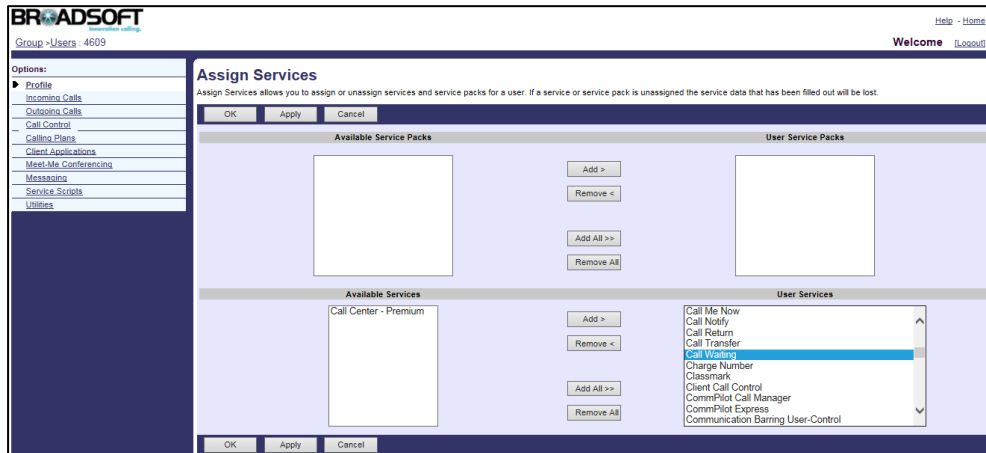 BROADSOFT
innovation calling.
Help - Home
Group >Users : 4609
Welcome [Logout]
Options:
Profile
Incoming Calls
Outgoing Calls
Call Control
Calling Plans
Client Applications
Meet-Me Conferencing
Messaging
Service Scripts
Utilities
Assign Services
Assign Services allows you to assign or unassign services and service packs for a user. If a service or service pack is unassigned the service data that has been filled out will be lost.
OK Apply Cancel
Available Service Packs User Service Packs
Add >
Remove <
Add All >>
Remove All
Available Services User Services
Call Center - Premium
Add >
Remove <
Add All >>
Remove All
Call Me Now
Call Notify
Call Return
Call Transfer
Call Waiting
Charge Number
Classmark
Client Call Control
CommPilot Call Manager
CommPilot Express
Communication Barring User-Control
OK Apply Cancel